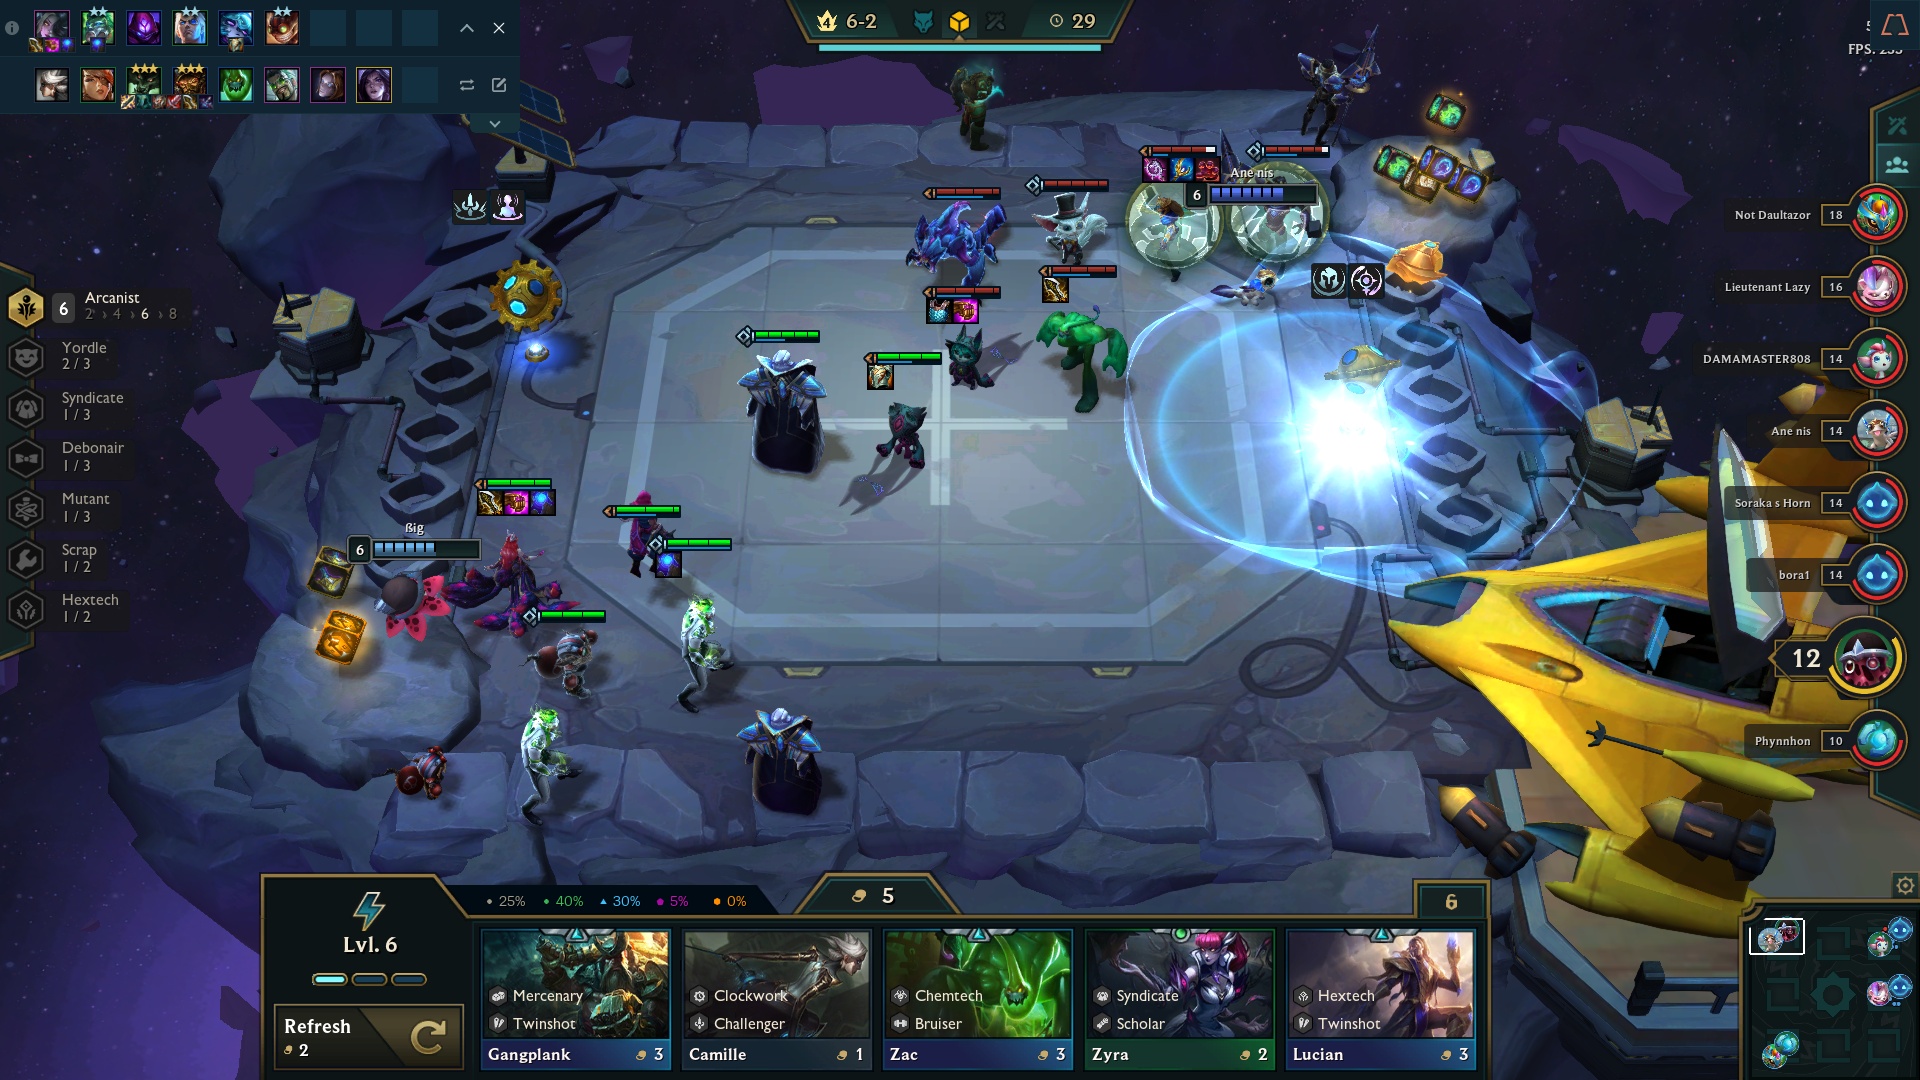 6-2
29
4
FPS: 233
Ane nis
6
Not Daultazor
18
Lieutenant Lazy
16
DAMAMASTER808
14
Ane nis
14
Soraka s Horn
14
bora1
14
12
Phynnhon
10
6
Arcanist
2 › 4 › 6 › 8
Yordle
2 / 3
Syndicate
1 / 3
Debonair
1 / 3
Mutant
1 / 3
Scrap
1 / 2
Hextech
1 / 2
ßig
6
25%
40%
30%
5%
0%
5
6
Lvl. 6
Refresh
2
Mercenary
Twinshot
Gangplank
3
Clockwork
Challenger
Camille
1
Chemtech
Bruiser
Zac
3
Syndicate
Scholar
Zyra
2
Hextech
Twinshot
Lucian
3